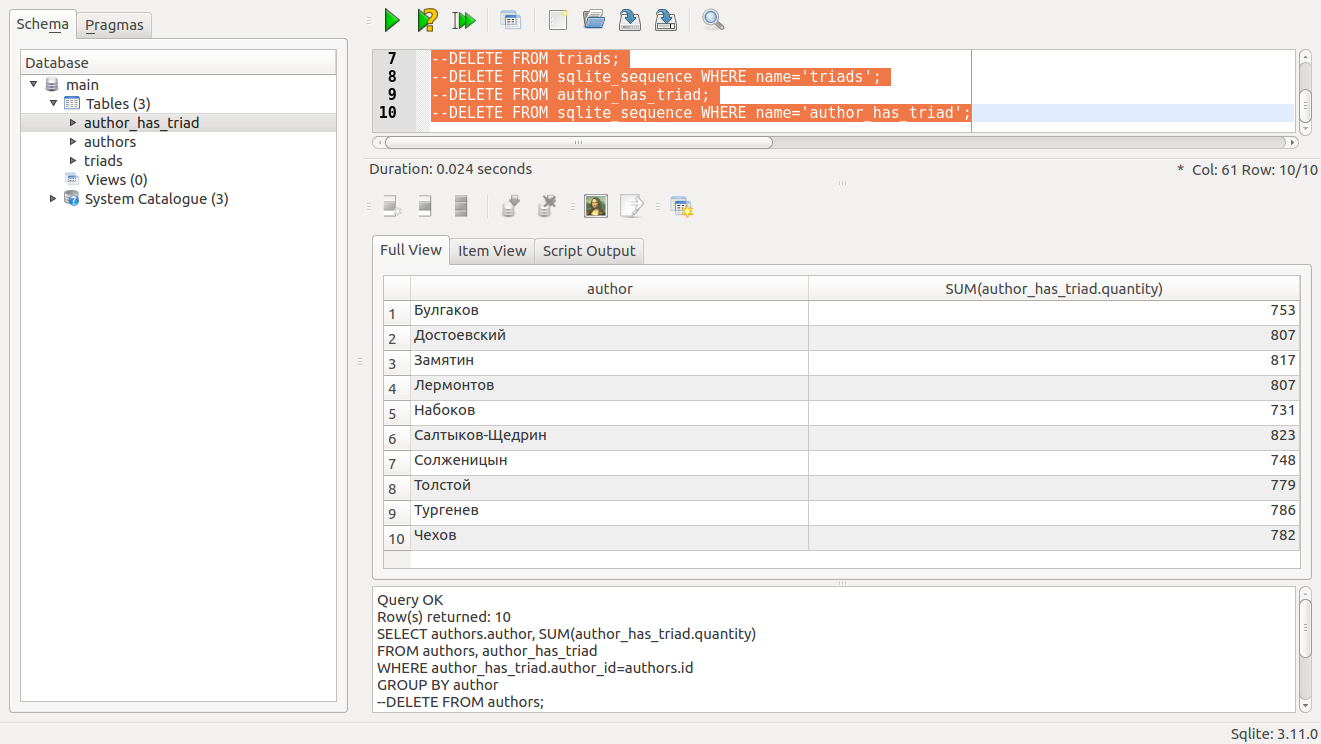 Schema Pragmas
Database
main
Tables (3)
author_has_triad
authors
triads
Views (0)
System Catalogue (3)
7 --DELETE FROM triads;
8 --DELETE FROM sqlite_sequence WHERE name='triads';
9 --DELETE FROM author_has_triad;
10 --DELETE FROM sqlite_sequence WHERE name='author_has_triad';
Duration: 0.024 seconds * Col: 61 Row: 10/10
Full View Item View Script Output
author SUM(author_has_triad.quantity)
1 Булгаков 753
2 Достоевский 807
3 Замятин 817
4 Лермонтов 807
5 Набоков 731
6 Салтыков-Щедрин 823
7 Солженицын 748
8 Толстой 779
9 Тургенев 786
10 Чехов 782
Query OK
Row(s) returned: 10
SELECT authors.author, SUM(author_has_triad.quantity)
FROM authors, author_has_triad
WHERE author_has_triad.author_id=authors.id
GROUP BY author
--DELETE FROM authors;
Sqlite: 3.11.0